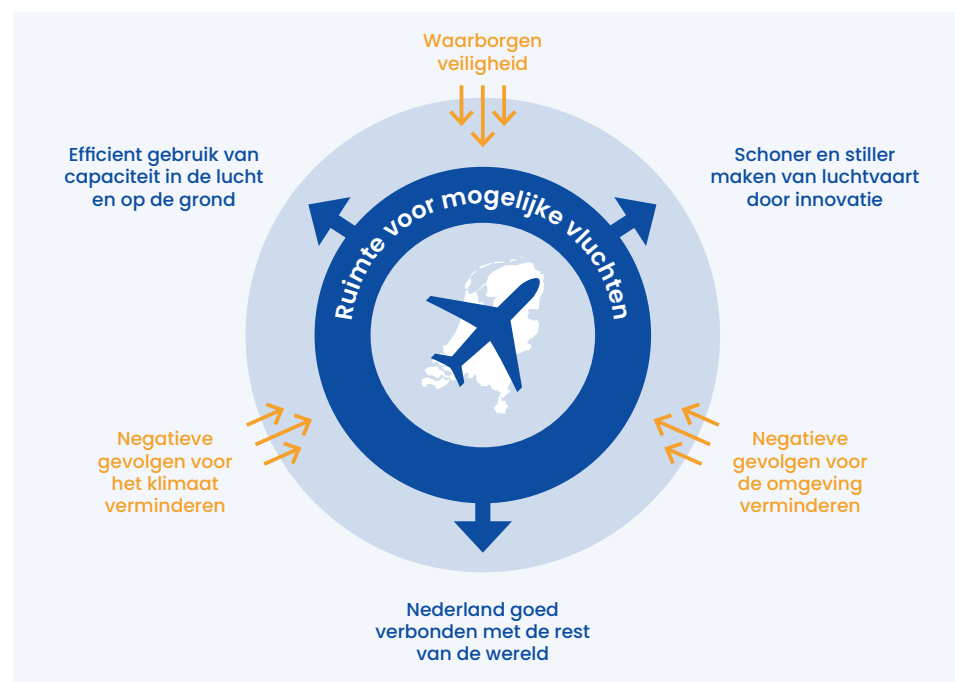 Waarborgen
veiligheid
Efficient gebruik van
capaciteit in de lucht
en op de grond
Schoner en stiller
maken van luchtvaart
door innovatie
Ruimte voor mogelijke vluchten
Negatieve
gevolgen voor
het klimaat
verminderen
Negatieve
gevolgen voor
de omgeving
verminderen
Nederland goed
verbonden met de rest
van de wereld